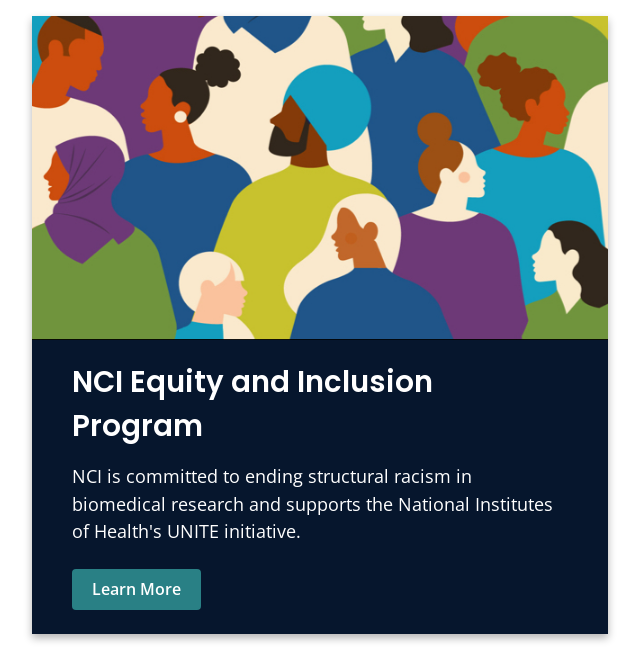 NCI Equity and Inclusion
Program
NCI is committed to ending structural racism in
biomedical research and supports the National Institutes
of Health's UNITE initiative.
Learn More